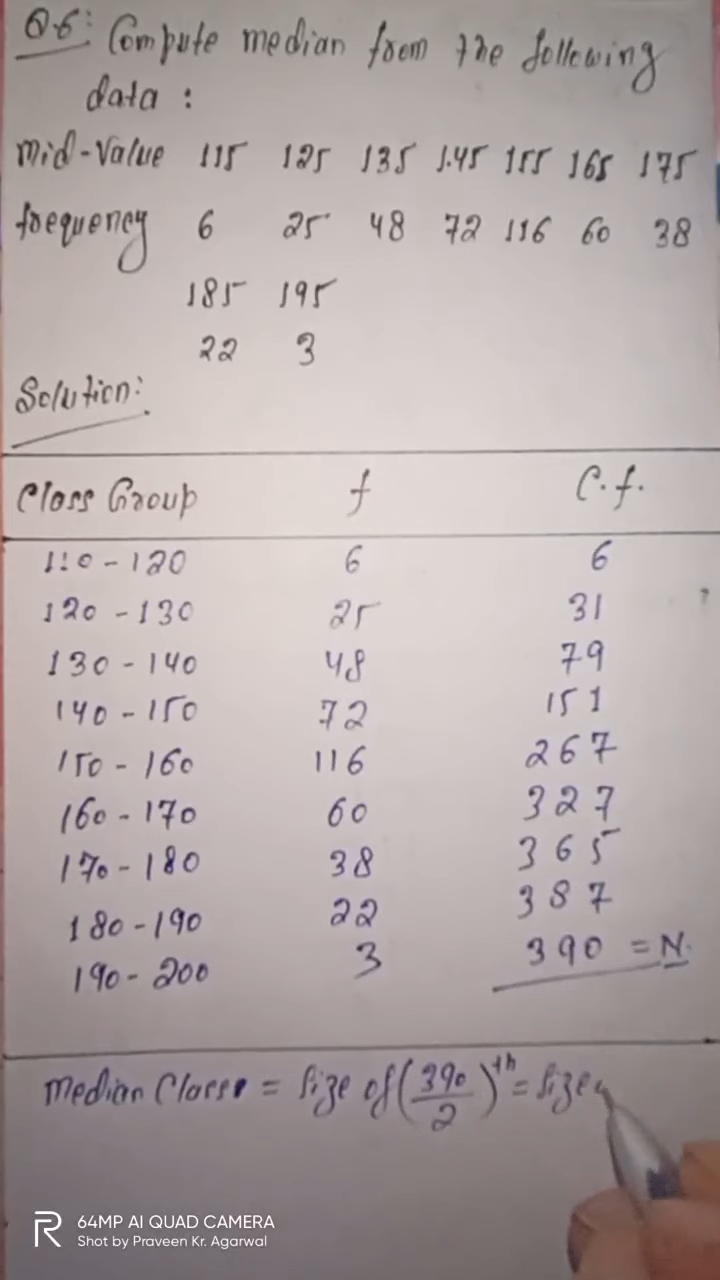 Q.6: Compute median from the following
data :
Mid-Value 115 125 135 145 155 165 175
frequency 6 25 48 72 116 60 38
185 195
22 3
Solution:
Class Group f C.f.
110 - 120 6 6
120 - 130 25 31
130 - 140 48 79
140 - 150 72 151
150 - 160 116 267
160 - 170 60 327
170 - 180 38 365
180 - 190 22 387
190 - 200 3 390 = N.
Median Class = Size of (390/2)th = Size
64MP AI QUAD CAMERA
Shot by Praveen Kr. Agarwal